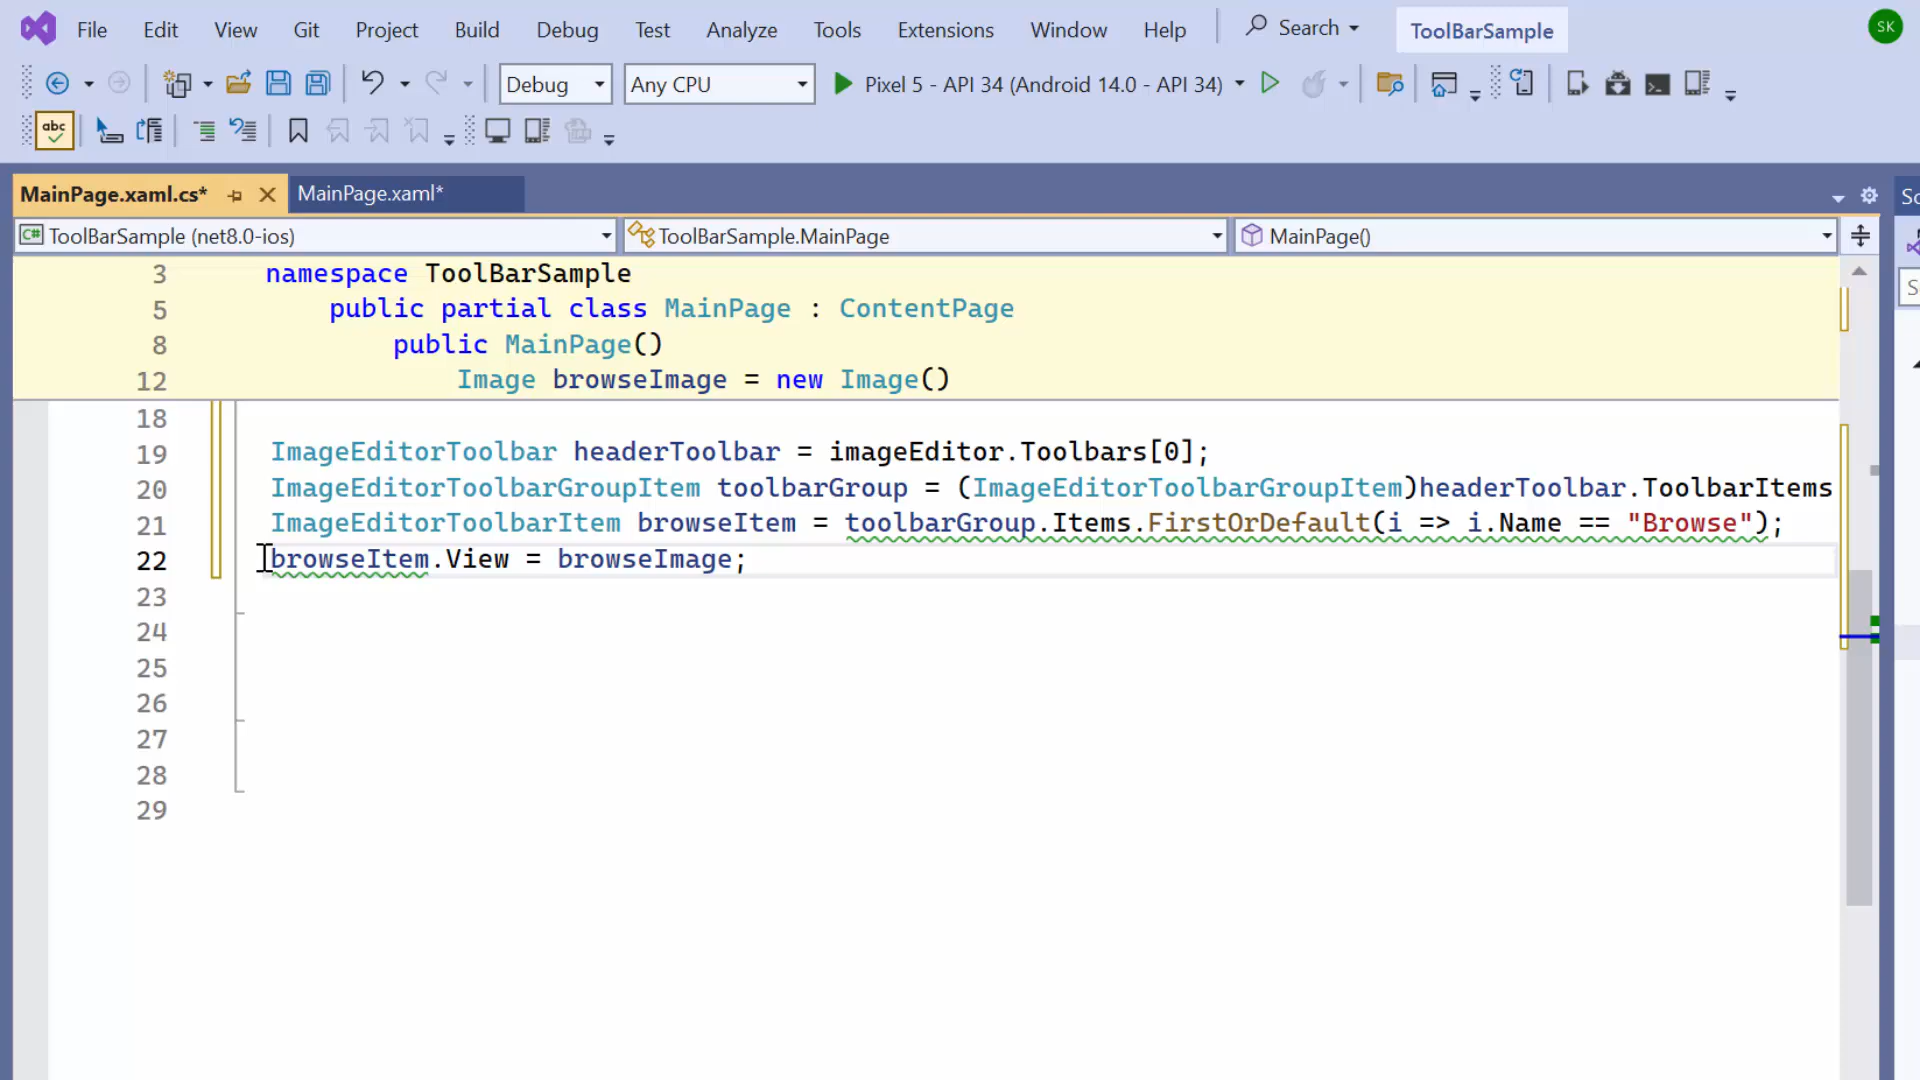 File Edit View Git Project Build Debug Test Analyze Tools Extensions Window Help Search ToolBarSample SK
Debug Any CPU Pixel 5 - API 34 (Android 14.0 - API 34)
abc
MainPage.xaml.cs* MainPage.xaml* So
C# ToolBarSample (net8.0-ios) ToolBarSample.MainPage MainPage()
3 namespace ToolBarSample
5 public partial class MainPage : ContentPage
8 public MainPage()
12 Image browseImage = new Image()
18
19 ImageEditorToolbar headerToolbar = imageEditor.Toolbars[0];
20 ImageEditorToolbarGroupItem toolbarGroup = (ImageEditorToolbarGroupItem)headerToolbar.ToolbarItems
21 ImageEditorToolbarItem browseItem = toolbarGroup.Items.FirstOrDefault(i => i.Name == "Browse");
22 browseItem.View = browseImage;
23
24
25
26
27
28
29